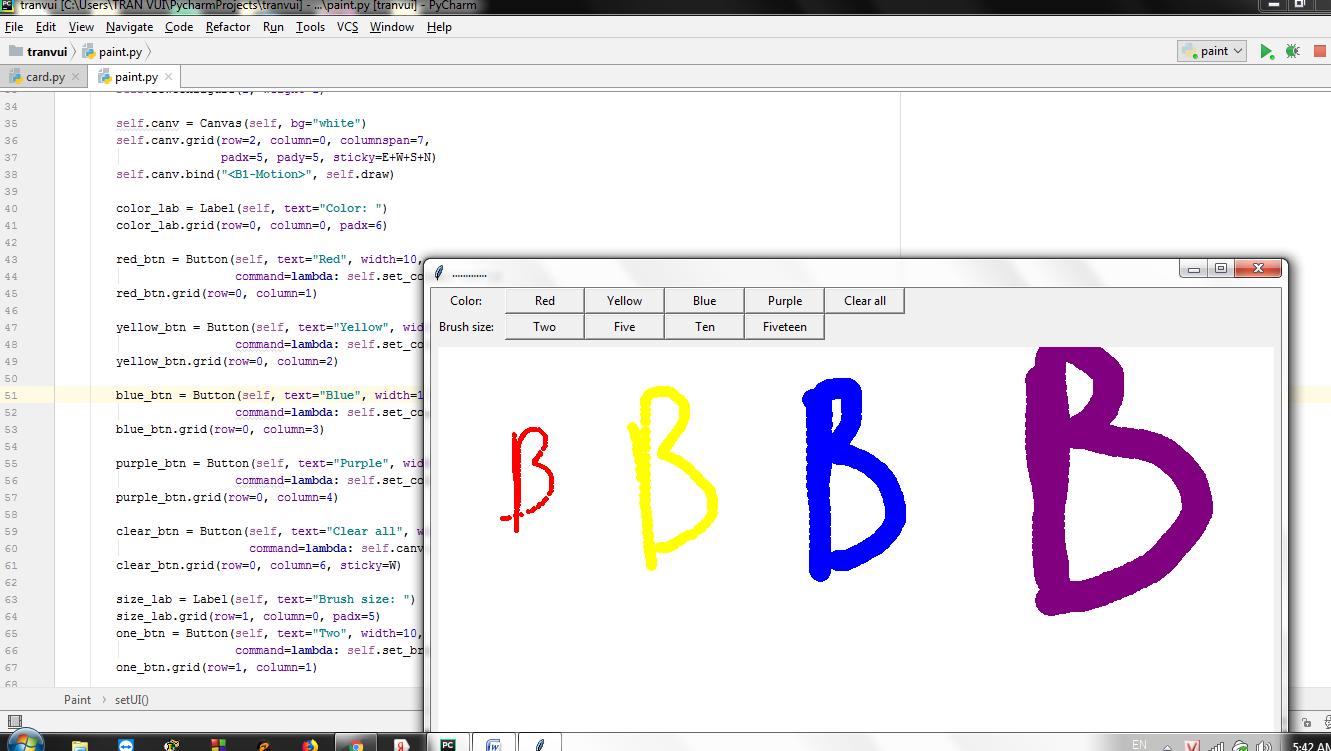 tranvui [C:\Users\TRAN VUI\PycharmProjects\tranvui] - ...\paint.py [tranvui] - PyCharm
File Edit View Navigate Code Refactor Run Tools VCS Window Help
tranvui paint.py paint
card.py paint.py
34
35 self.canv = Canvas(self, bg="white")
36 self.canv.grid(row=2, column=0, columnspan=7,
37 padx=5, pady=5, sticky=E+W+S+N)
38 self.canv.bind("<B1-Motion>", self.draw)
39
40 color_lab = Label(self, text="Color: ")
41 color_lab.grid(row=0, column=0, padx=6)
42
43 red_btn = Button(self, text="Red", width=10,
44 command=lambda: self.set_co
45 red_btn.grid(row=0, column=1)
46
47 yellow_btn = Button(self, text="Yellow", wid
48 command=lambda: self.set_co
49 yellow_btn.grid(row=0, column=2)
50
51 blue_btn = Button(self, text="Blue", width=1
52 command=lambda: self.set_co
53 blue_btn.grid(row=0, column=3)
54
55 purple_btn = Button(self, text="Purple", wid
56 command=lambda: self.set_co
57 purple_btn.grid(row=0, column=4)
58
59 clear_btn = Button(self, text="Clear all", w
60 command=lambda: self.canv
61 clear_btn.grid(row=0, column=6, sticky=W)
62
63 size_lab = Label(self, text="Brush size: ")
64 size_lab.grid(row=1, column=0, padx=5)
65 one_btn = Button(self, text="Two", width=10,
66 command=lambda: self.set_br
67 one_btn.grid(row=1, column=1)
68
.............
Color: Red Yellow Blue Purple Clear all
Brush size: Two Five Ten Fiveteen
B B B B
Paint setUI()
EN 5:42 AM